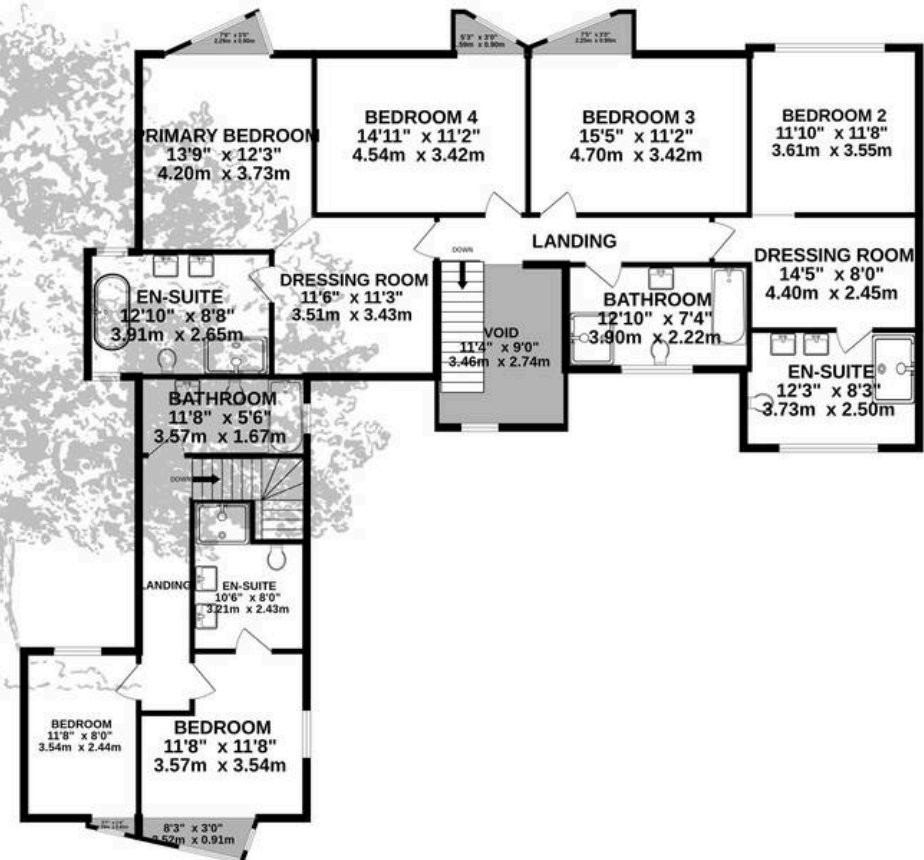 7'6" x 3'0"
2.29m x 0.90m
5'3" x 3'0"
7'5" x 3'0"
2.25m x 0.90m
PRIMARY BEDROOM
13'9" x 12'3"
4.20m x 3.73m
BEDROOM 4
14'11" x 11'2"
4.54m x 3.42m
BEDROOM 3
15'5" x 11'2"
4.70m x 3.42m
BEDROOM 2
11'10" x 11'8"
3.61m x 3.55m
DOWN
LANDING
DRESSING ROOM
14'5" x 8'0"
4.40m x 2.45m
DRESSING ROOM
11'6" x 11'3"
3.51m x 3.43m
EN-SUITE
12'10" x 8'8"
3.91m x 2.65m
BATHROOM
12'10" x 7'4"
3.90m x 2.22m
VOID
11'4" x 9'0"
3.46m x 2.74m
EN-SUITE
12'3" x 8'3"
3.73m x 2.50m
BATHROOM
11'8" x 5'6"
3.57m x 1.67m
DOWN
LANDING
EN-SUITE
10'6" x 8'0"
3.21m x 2.43m
BEDROOM
11'8" x 8'0"
3.54m x 2.44m
BEDROOM
11'8" x 11'8"
3.57m x 3.54m
8'3" x 3'0"
2.52m x 0.91m